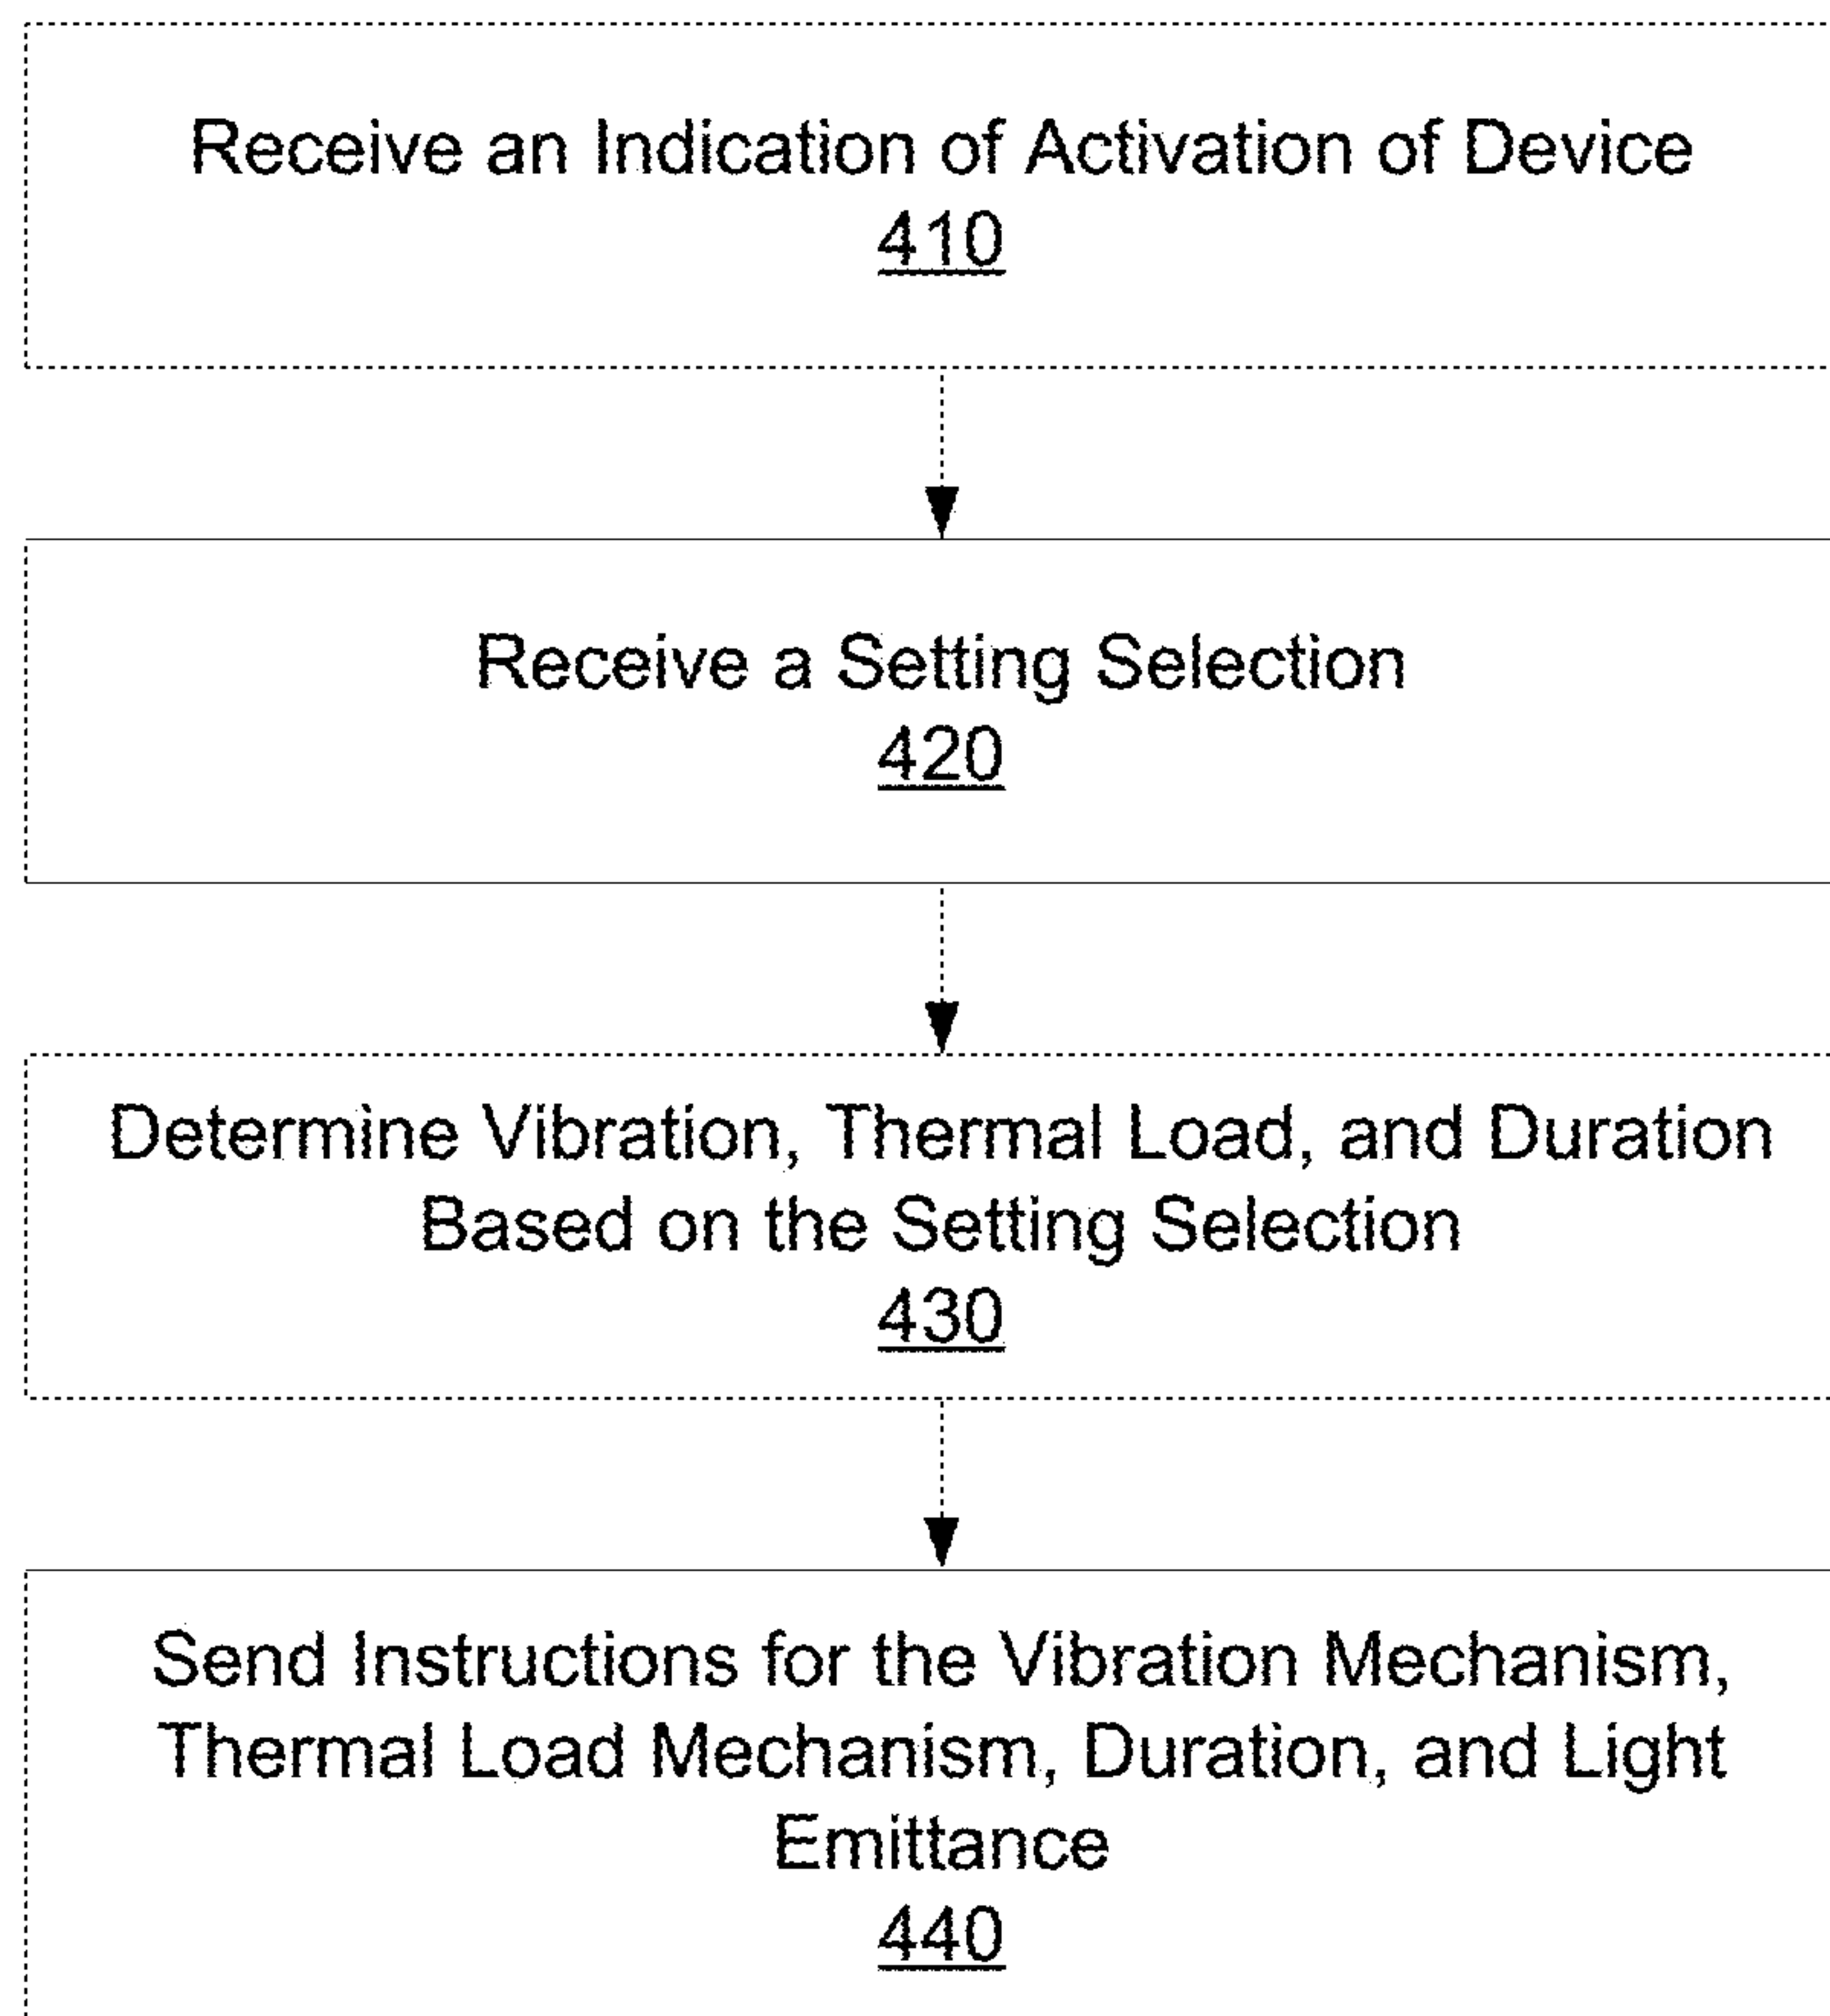 Receive an Indication of Activation of Device
410
Receive a Setting Selection
420
Determine Vibration, Thermal Load, and Duration
Based on the Setting Selection
430
Send Instructions for the Vibration Mechanism,
Thermal Load Mechanism, Duration, and Light
Emittance
440